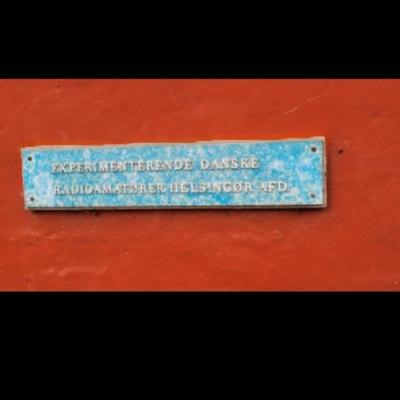 EXPERIMENTERENDE DANSKE
RADIOAMATØRER HELSINGØR AFD.